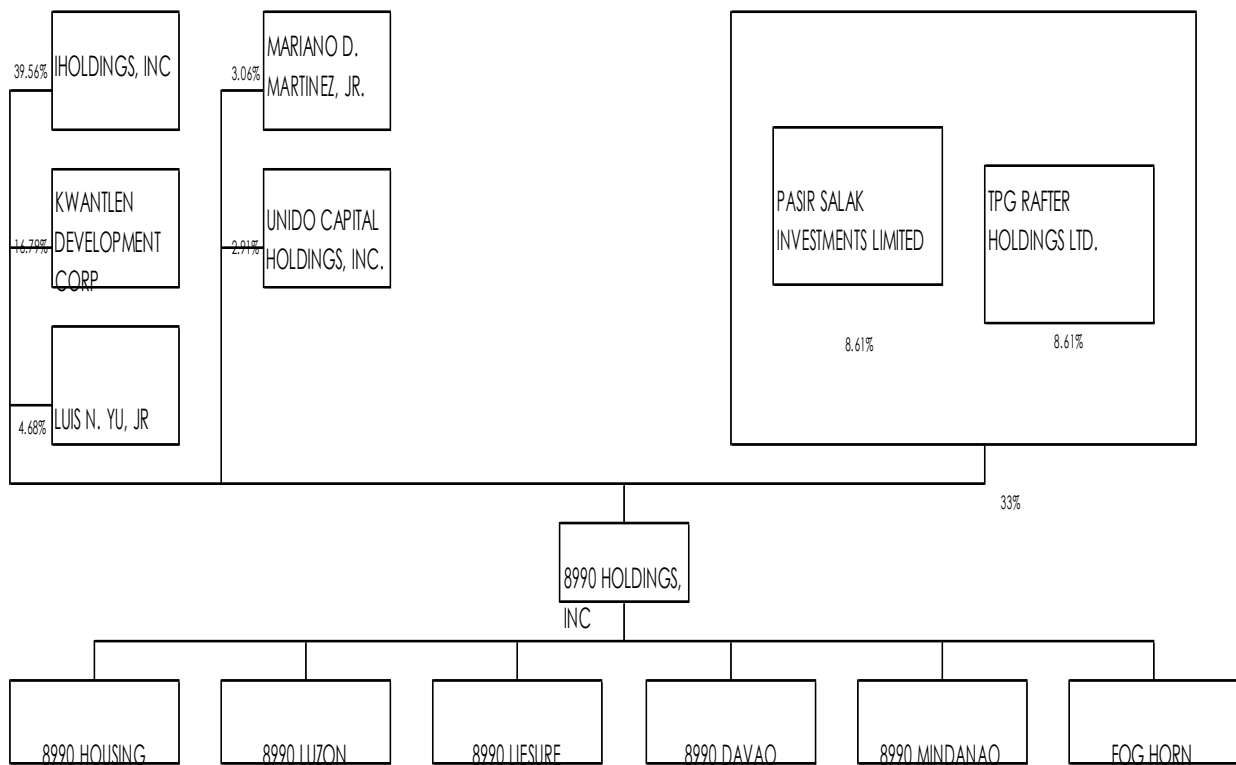 39.56%
IHOLDINGS, INC
3.06%
MARIANO D.
MARTINEZ, JR.
16.79%
KWANTLEN
DEVELOPMENT
CORP
2.91%
UNIDO CAPITAL
HOLDINGS, INC.
PASIR SALAK
INVESTMENTS LIMITED
TPG RAFTER
HOLDINGS LTD.
8.61%
8.61%
4.68%
LUIS N. YU, JR
33%
8990 HOLDINGS,
INC
8990 HOUSING
8990 LUZON
8990 LIESURE
8990 DAVAO
8990 MINDANAO
FOG HORN